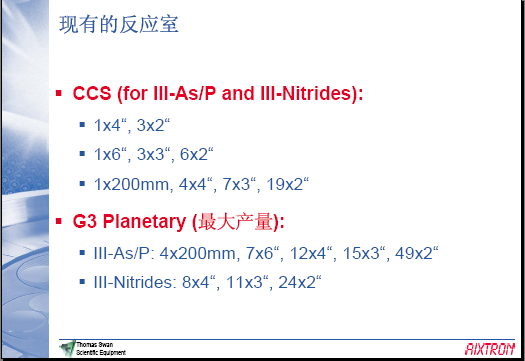 现有的反应室
CCS (for III-As/P and III-Nitrides):
1x4“, 3x2“
1x6“, 3x3“, 6x2“
1x200mm, 4x4“, 7x3“, 19x2“
G3 Planetary (最大产量):
III-As/P: 4x200mm, 7x6“, 12x4“, 15x3“, 49x2“
III-Nitrides: 8x4“, 11x3“, 24x2“
Thomas Swan
Scientific Equipment
AIXTRON